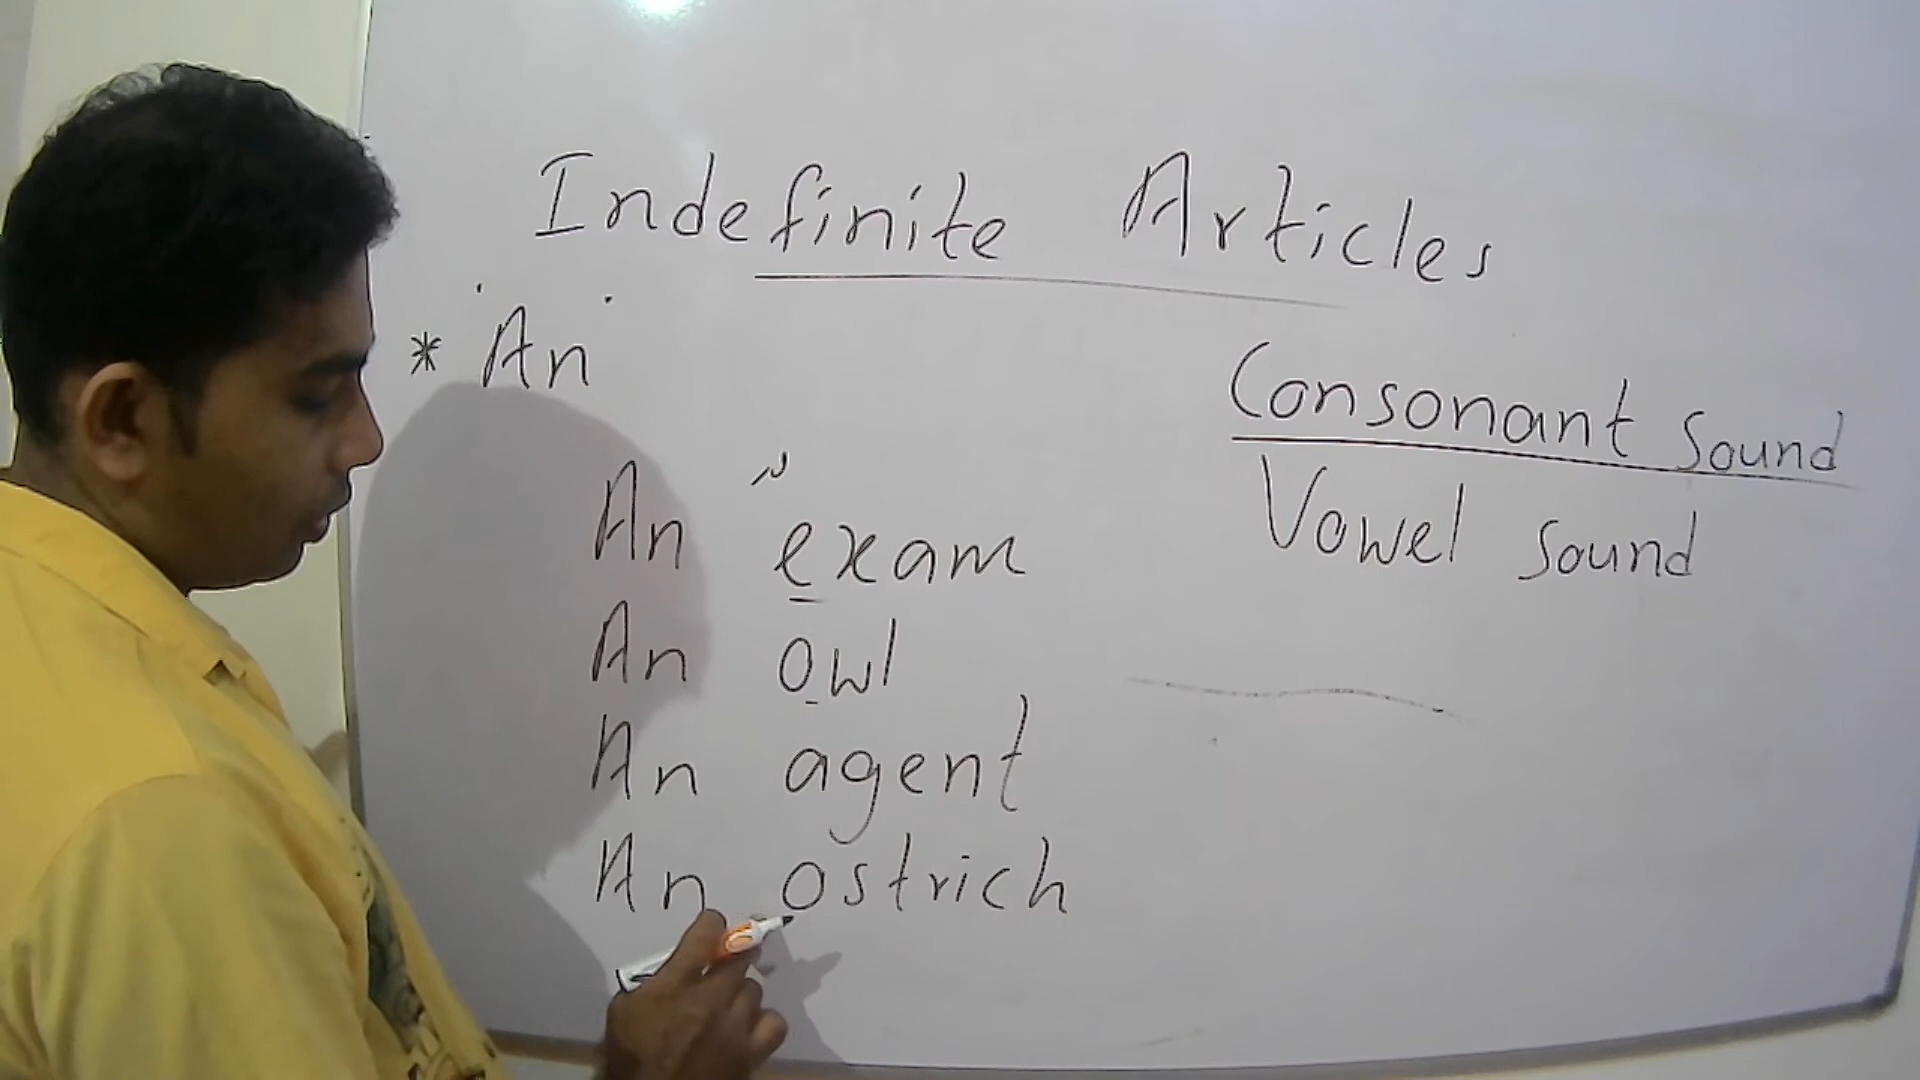 Indefinite Articles
* 'An'
Consonant Sound
Vowel Sound
An exam
An owl
An agent
An ostrich